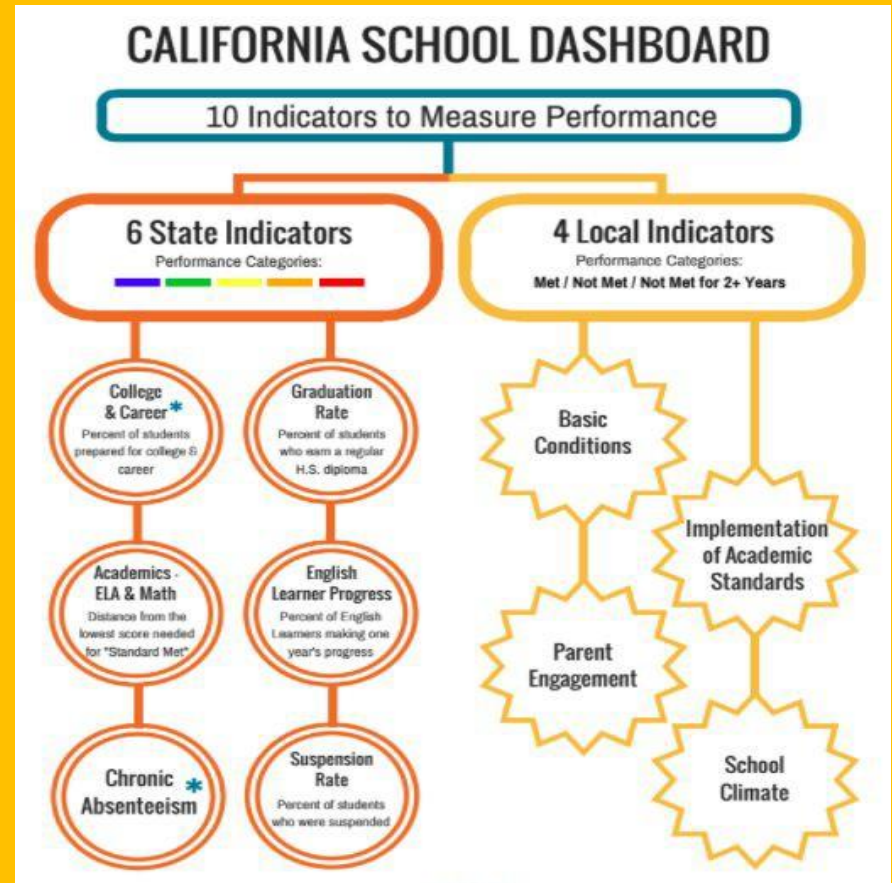 CALIFORNIA SCHOOL DASHBOARD
10 Indicators to Measure Performance
6 State Indicators
Performance Categories:
4 Local Indicators
Performance Categories:
Met / Not Met / Not Met for 2+ Years
College
& Career*
Percent of students
prepared for college &
career
Graduation
Rate
Percent of students
who earn a regular
H.S. diploma
Basic
Conditions
Implementation
of Academic
Standards
Academics -
ELA & Math
Distance from the
lowest score needed
for "Standard Met"
English
Learner Progress
Percent of English
Learners making one
year's progress
Parent
Engagement
Chronic
Absenteeism*
Suspension
Rate
Percent of students
who were suspended
School
Climate